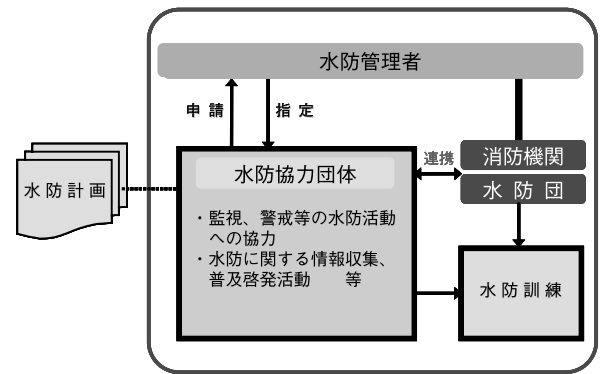 水防管理者
申請
指定
連携
消防機関
水防団
水防計画
水防協力団体
・監視、警戒等の水防活動
への協力
・水防に関する情報収集、
普及啓発活動　等
水防訓練